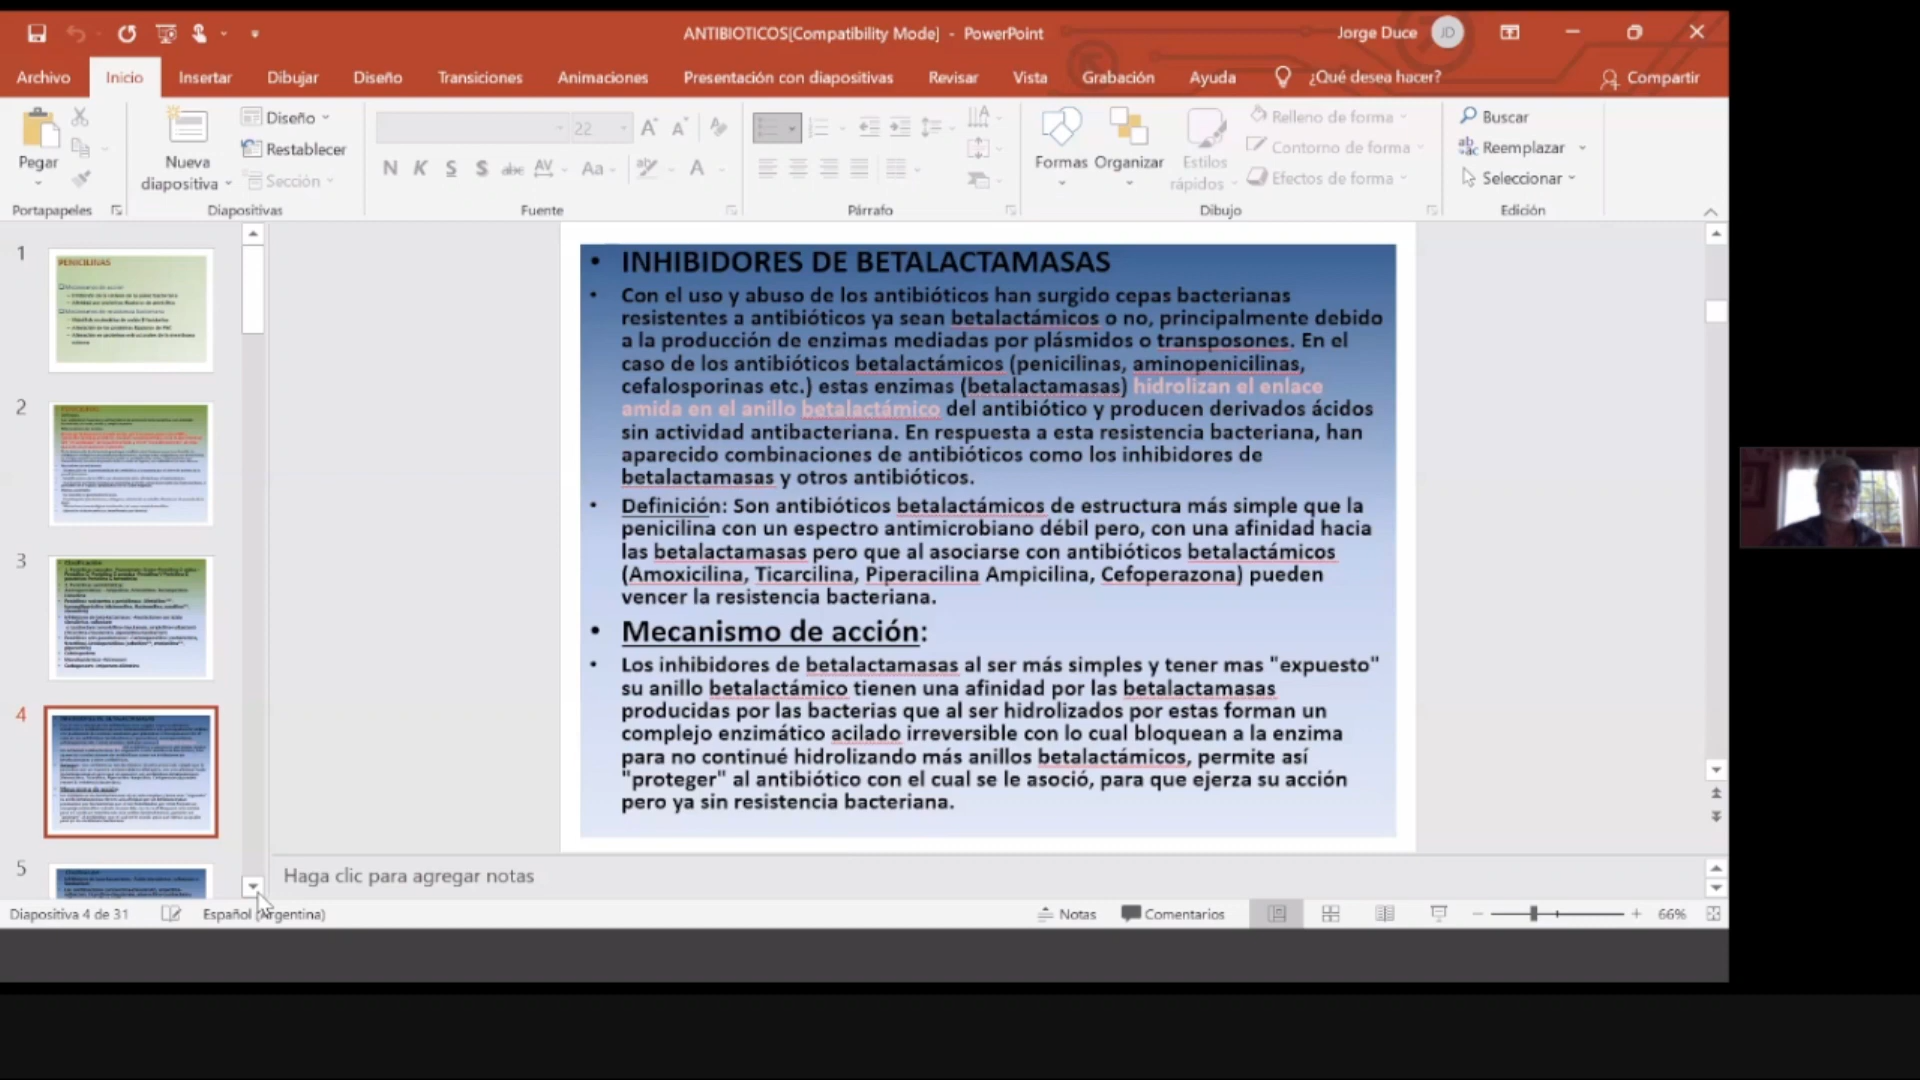 ANTIBIOTICOS[Compatibility Mode] - PowerPoint
Jorge Duce JD
Archivo Inicio Insertar Dibujar Diseño Transiciones Animaciones Presentación con diapositivas Revisar Vista Grabación Ayuda ¿Qué desea hacer? Compartir
Pegar
Portapapeles
Nueva
diapositiva
Diseño
Restablecer
Sección
Diapositivas
22
N K S S abc AV Aa A
Fuente
Párrafo
Formas
Organizar
Estilos
rápidos
Relleno de forma
Contorno de forma
Efectos de forma
Dibujo
Buscar
Reemplazar
Seleccionar
Edición
1
PENICILINAS
2
3
4
5
• INHIBIDORES DE BETALACTAMASAS
• Con el uso y abuso de los antibióticos han surgido cepas bacterianas
resistentes a antibióticos ya sean betalactámicos o no, principalmente debido
a la producción de enzimas mediadas por plásmidos o transposones. En el
caso de los antibióticos betalactámicos (penicilinas, aminopenicilinas,
cefalosporinas etc.) estas enzimas (betalactamasas) hidrolizan el enlace
amida en el anillo betalactámico del antibiótico y producen derivados ácidos
sin actividad antibacteriana. En respuesta a esta resistencia bacteriana, han
aparecido combinaciones de antibióticos como los inhibidores de
betalactamasas y otros antibióticos.
• Definición: Son antibióticos betalactámicos de estructura más simple que la
penicilina con un espectro antimicrobiano débil pero, con una afinidad hacia
las betalactamasas pero que al asociarse con antibióticos betalactámicos
(Amoxicilina, Ticarcilina, Piperacilina Ampicilina, Cefoperazona) pueden
vencer la resistencia bacteriana.
• Mecanismo de acción:
• Los inhibidores de betalactamasas al ser más simples y tener mas "expuesto"
su anillo betalactámico tienen una afinidad por las betalactamasas
producidas por las bacterias que al ser hidrolizados por estas forman un
complejo enzimático acilado irreversible con lo cual bloquean a la enzima
para no continué hidrolizando más anillos betalactámicos, permite así
"proteger" al antibiótico con el cual se le asoció, para que ejerza su acción
pero ya sin resistencia bacteriana.
Haga clic para agregar notas
Diapositiva 4 de 31
Español (Argentina)
Notas
Comentarios
66%